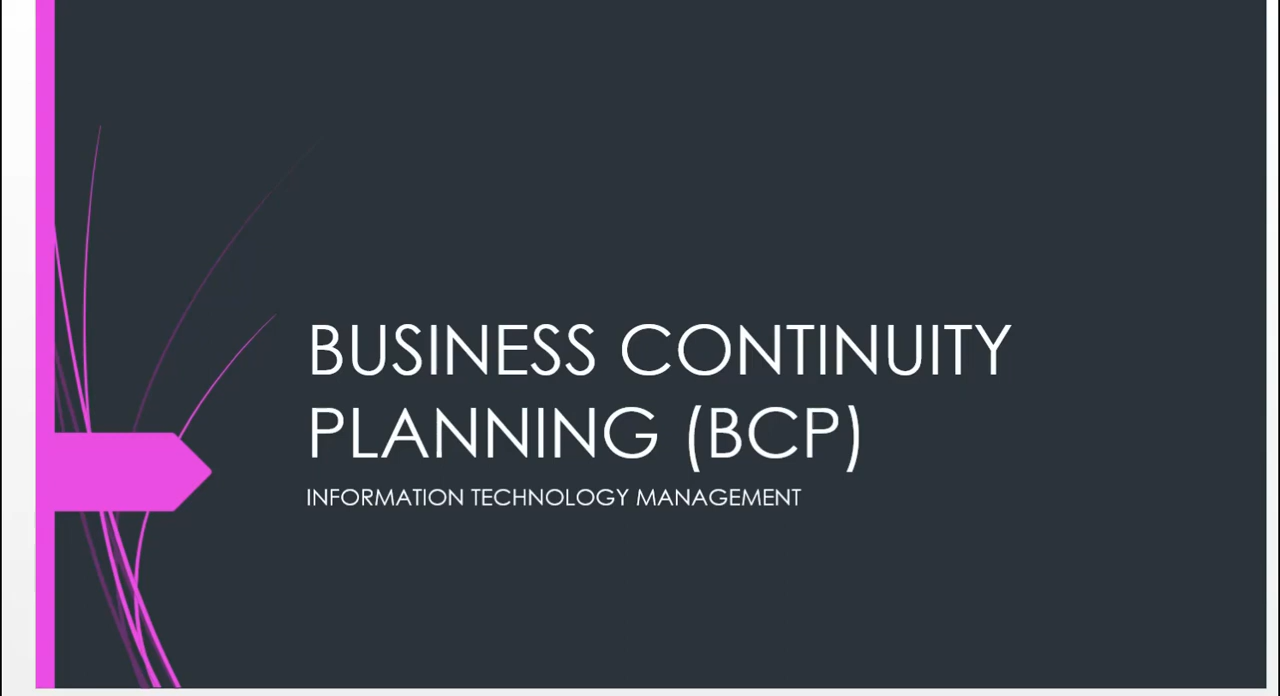 BUSINESS CONTINUITY
PLANNING (BCP)
INFORMATION TECHNOLOGY MANAGEMENT